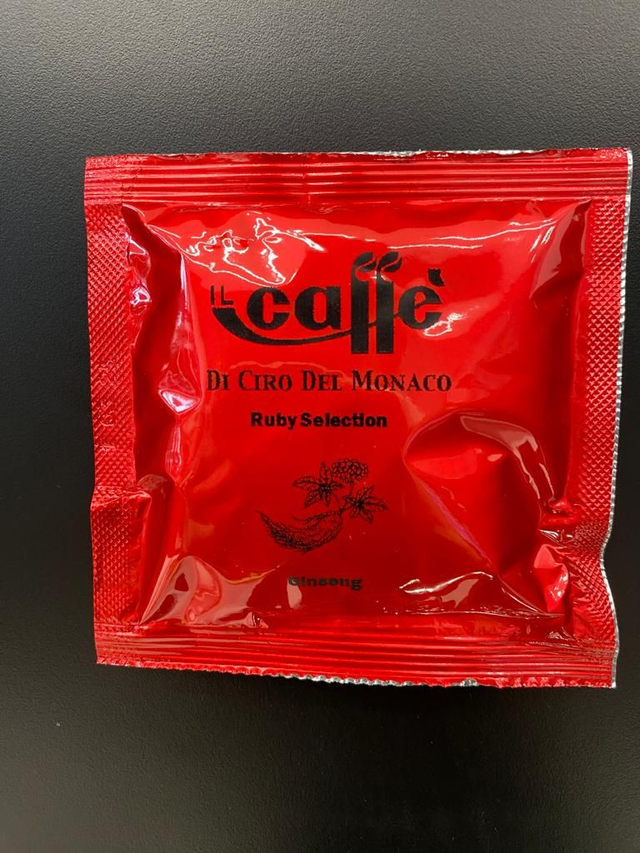 IL caffè
DI CIRO DEL MONACO
Ruby Selection
Ginseng